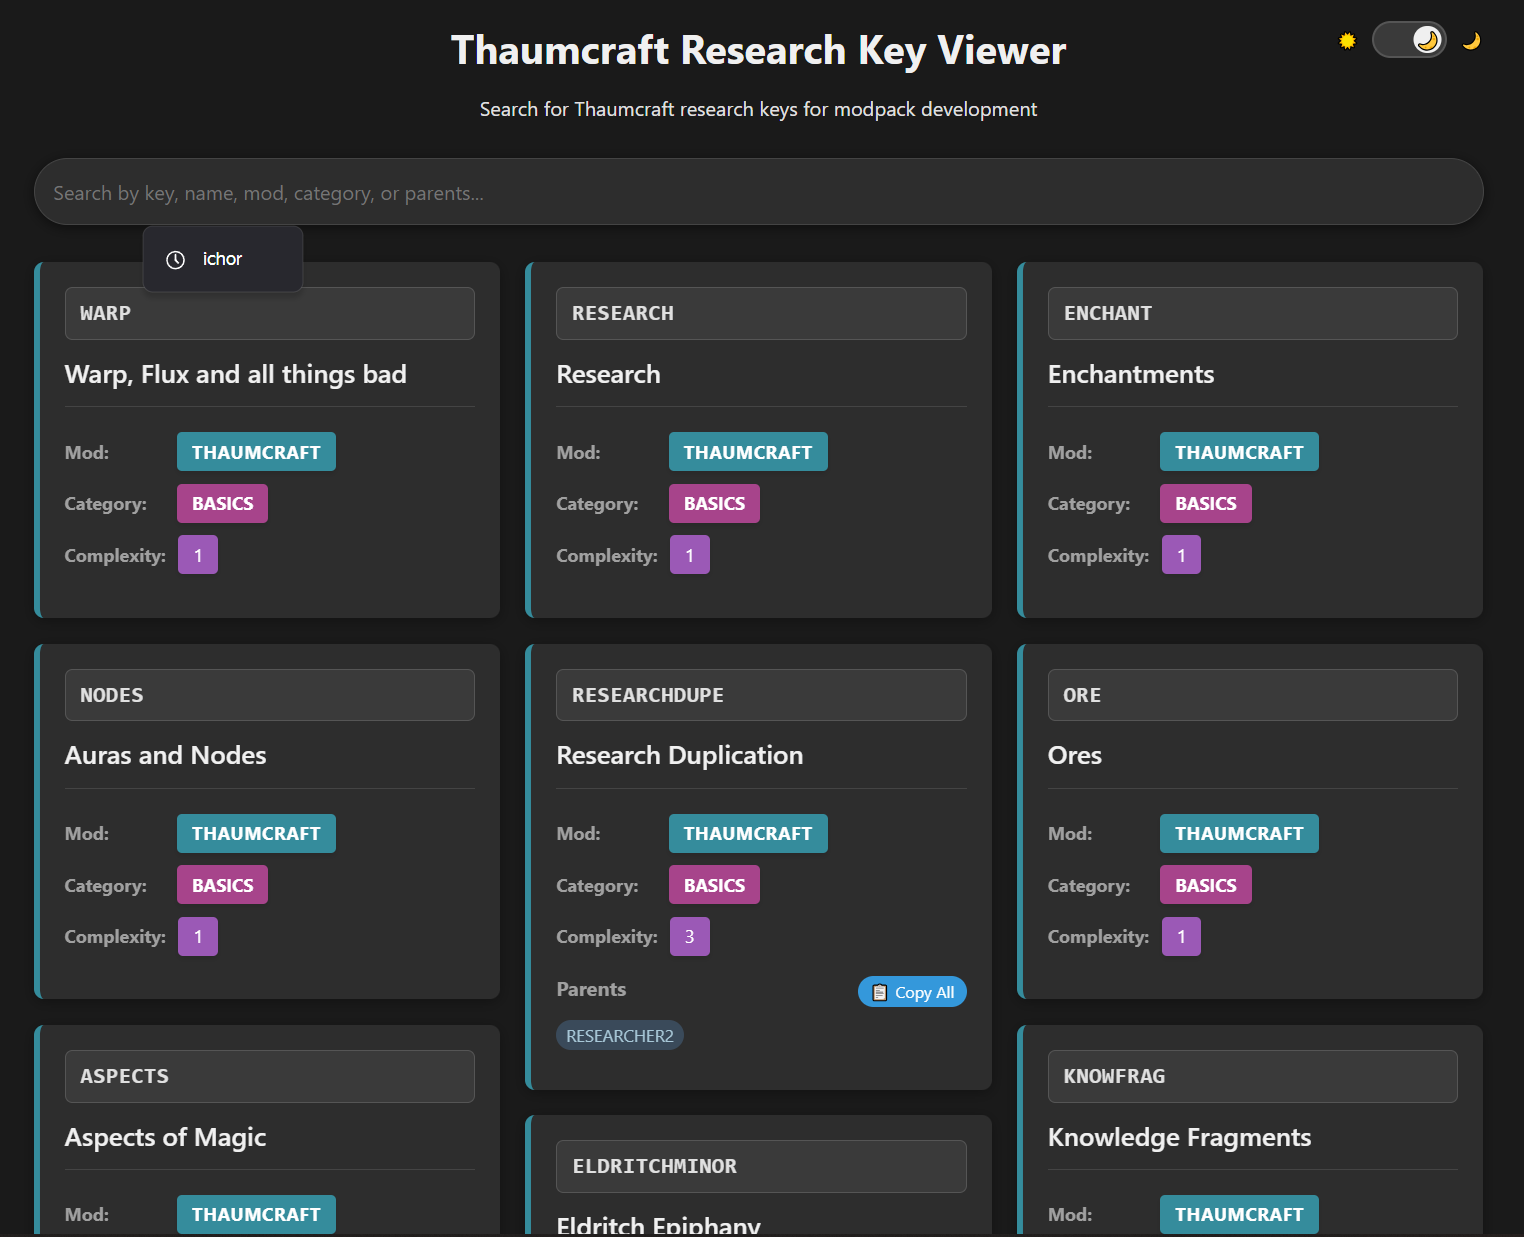 Thaumcraft Research Key Viewer
Search for Thaumcraft research keys for modpack development
Search by key, name, mod, category, or parents...
ichor
WARP
Warp, Flux and all things bad
Mod: THAUMCRAFT
Category: BASICS
Complexity: 1
RESEARCH
Research
Mod: THAUMCRAFT
Category: BASICS
Complexity: 1
ENCHANT
Enchantments
Mod: THAUMCRAFT
Category: BASICS
Complexity: 1
NODES
Auras and Nodes
Mod: THAUMCRAFT
Category: BASICS
Complexity: 1
RESEARCHDUPE
Research Duplication
Mod: THAUMCRAFT
Category: BASICS
Complexity: 3
Parents
Copy All
RESEARCHER2
ORE
Ores
Mod: THAUMCRAFT
Category: BASICS
Complexity: 1
ASPECTS
Aspects of Magic
Mod: THAUMCRAFT
ELDRITCHMINOR
Eldritch Epiphany
KNOWFRAG
Knowledge Fragments
Mod: THAUMCRAFT